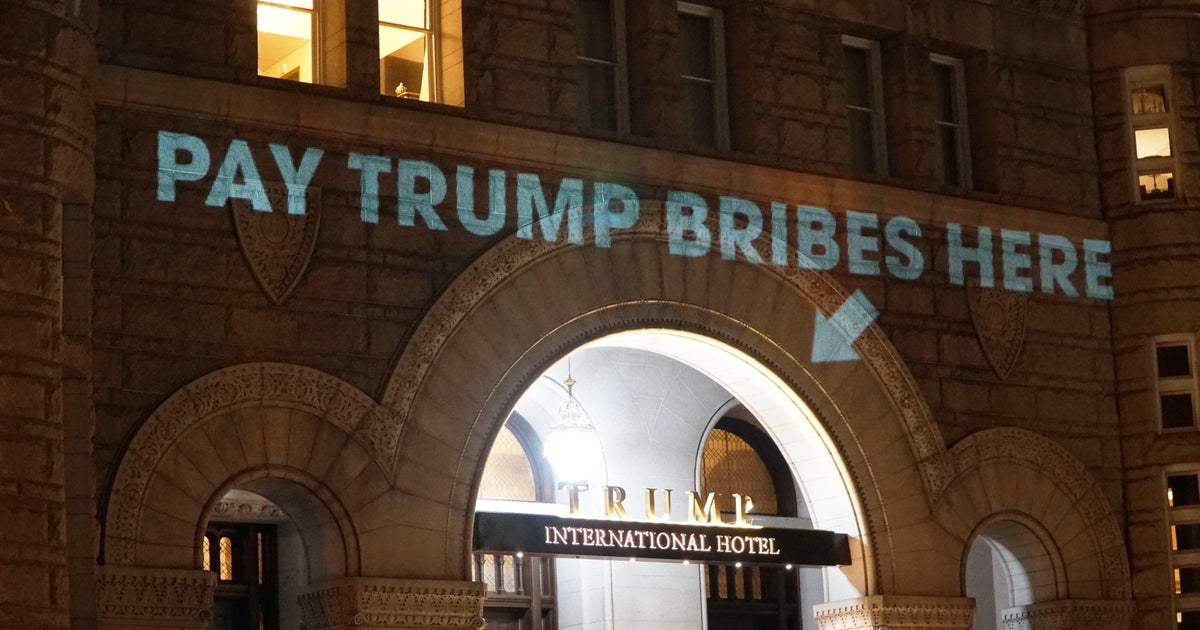 PAY TRUMP BRIBES HERE
TRUMP
INTERNATIONAL HOTEL